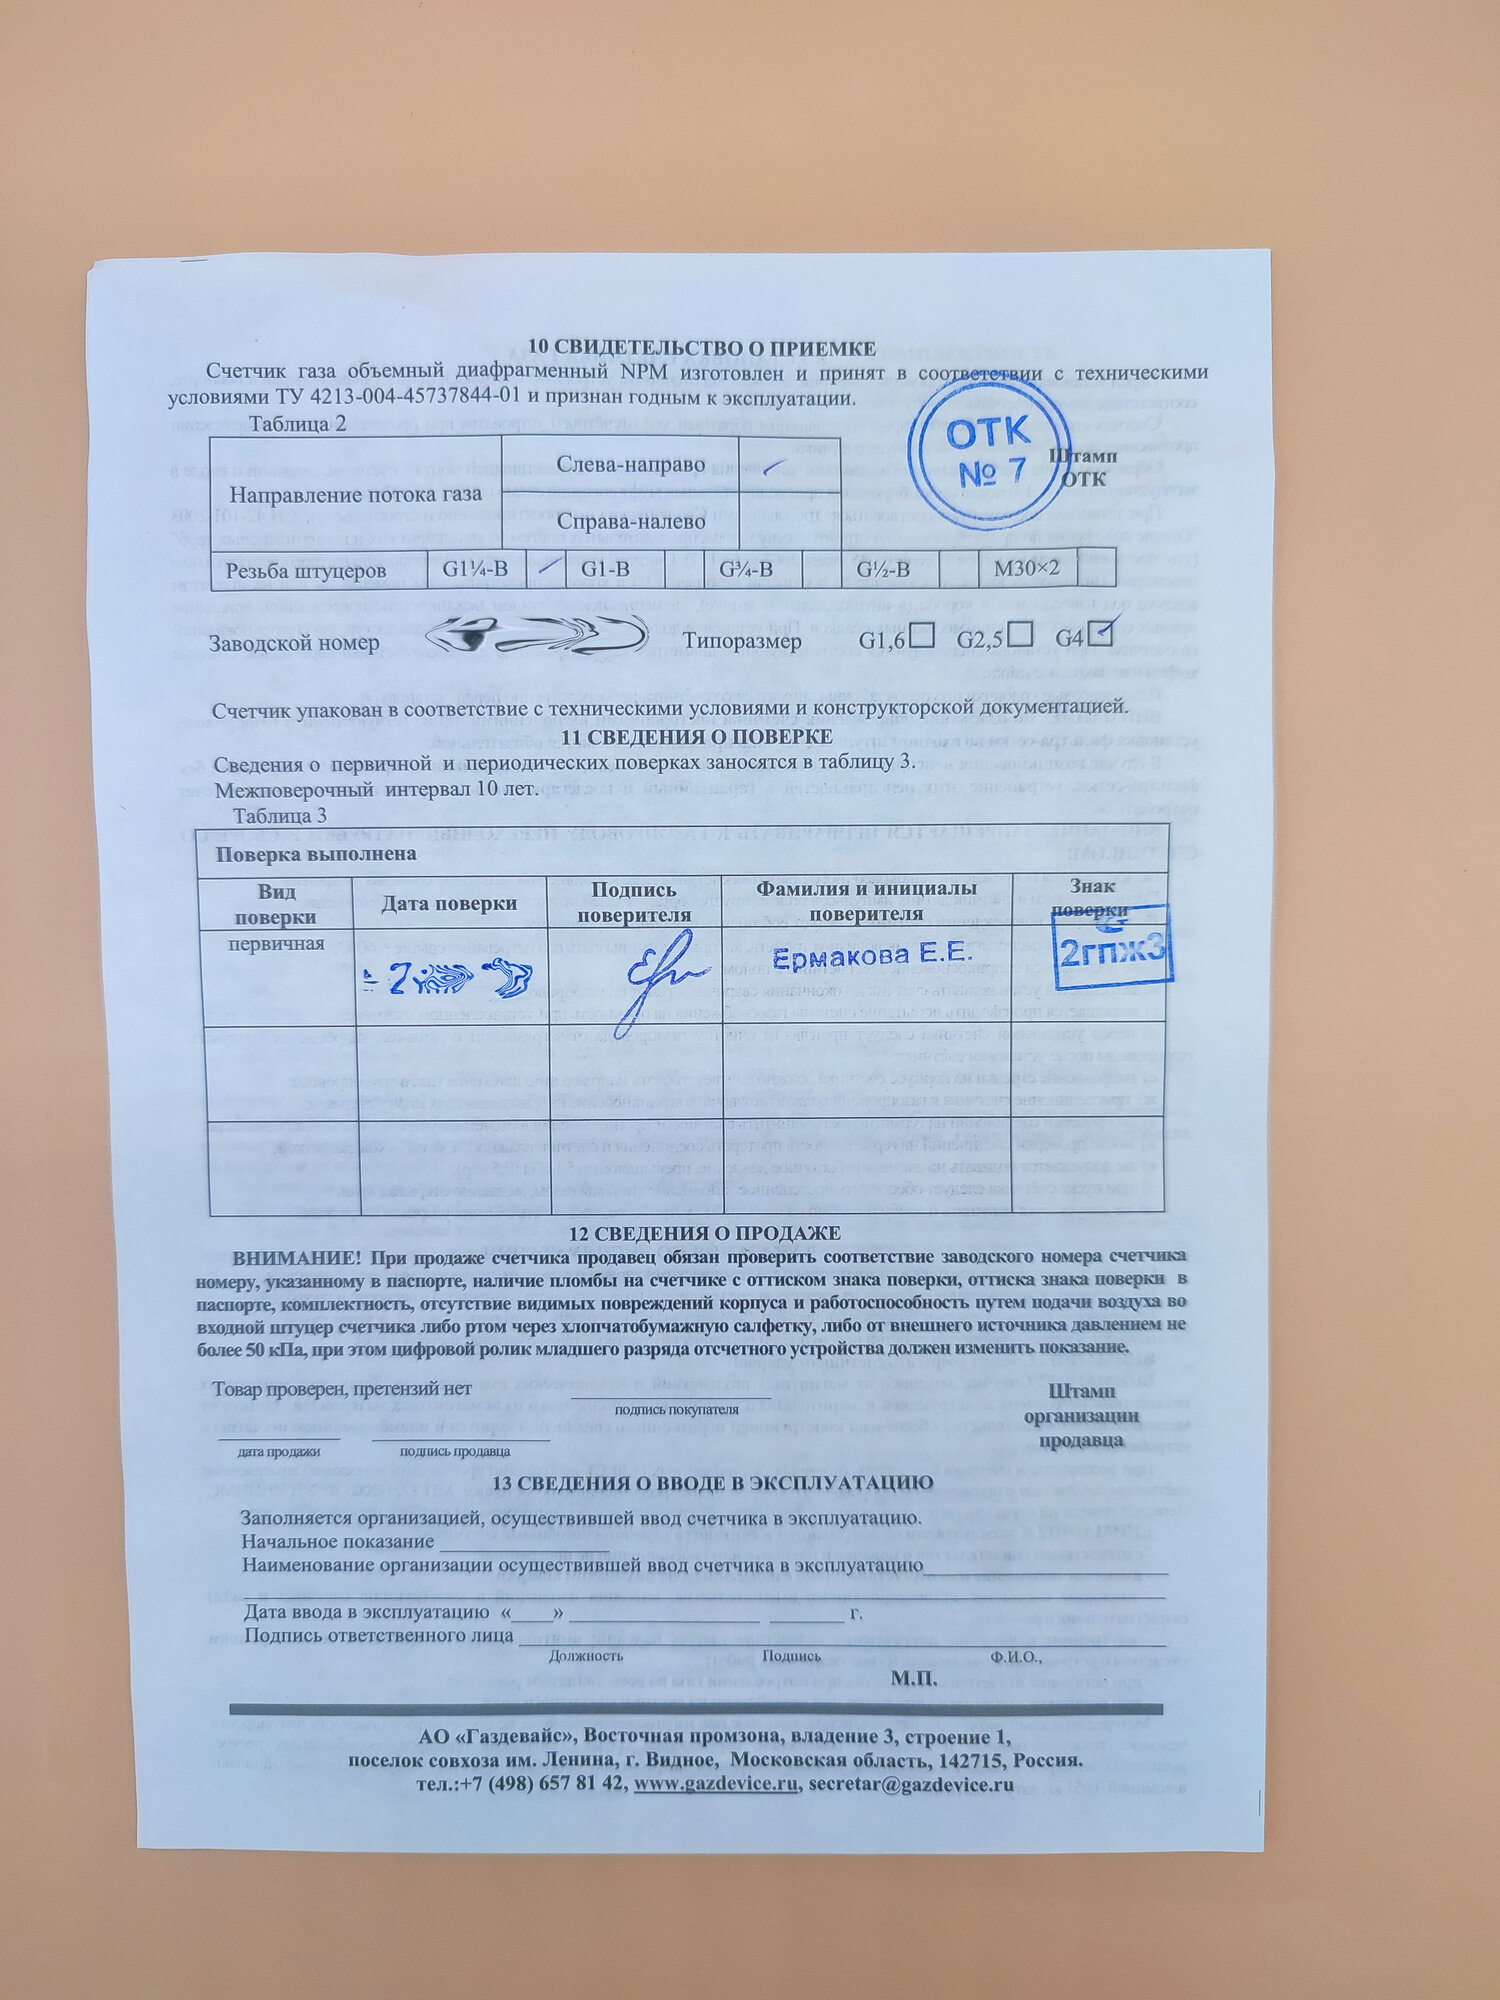 10 СВИДЕТЕЛЬСТВО О ПРИЕМКЕ
Счетчик газа объемный диафрагменный NPM изготовлен и принят в соответствии с техническими
условиями ТУ 4213-004-45737844-01 и признан годным к эксплуатации.
Таблица 2
Направление потока газа
Слева-направо
Справа-налево
ОТК
№ 7
Штамп
ОТК
Резьба штуцеров G1¼-B G1-B G¾-B G½-B M30×2
Заводской номер Типоразмер G1,6 G2,5 G4
Счетчик упакован в соответствие с техническими условиями и конструкторской документацией.
11 СВЕДЕНИЯ О ПОВЕРКЕ
Сведения о первичной и периодических поверках заносятся в таблицу 3.
Межповерочный интервал 10 лет.
Таблица 3
Поверка выполнена
Вид поверки Дата поверки Подпись поверителя Фамилия и инициалы поверителя Знак поверки
первичная Ермакова Е.Е. 2гпж3
12 СВЕДЕНИЯ О ПРОДАЖЕ
ВНИМАНИЕ! При продаже счетчика продавец обязан проверить соответствие заводского номера счетчика
номеру, указанному в паспорте, наличие пломбы на счетчике с оттиском знака поверки, оттиска знака поверки в
паспорте, комплектность, отсутствие видимых повреждений корпуса и работоспособность путем подачи воздуха во
входной штуцер счетчика либо ртом через хлопчатобумажную салфетку, либо от внешнего источника давлением не
более 50 кПа, при этом цифровой ролик младшего разряда отсчетного устройства должен изменить показание.
Товар проверен, претензий нет
подпись покупателя
дата продажи подпись продавца
Штамп
организации
продавца
13 СВЕДЕНИЯ О ВВОДЕ В ЭКСПЛУАТАЦИЮ
Заполняется организацией, осуществившей ввод счетчика в эксплуатацию.
Начальное показание
Наименование организации осуществившей ввод счетчика в эксплуатацию
Дата ввода в эксплуатацию «____» г.
Подпись ответственного лица
Должность Подпись Ф.И.О.,
М.П.
АО «Газдевайс», Восточная промзона, владение 3, строение 1,
поселок совхоза им. Ленина, г. Видное, Московская область, 142715, Россия.
тел.:+7 (498) 657 81 42, www.gazdevice.ru, secretar@gazdevice.ru